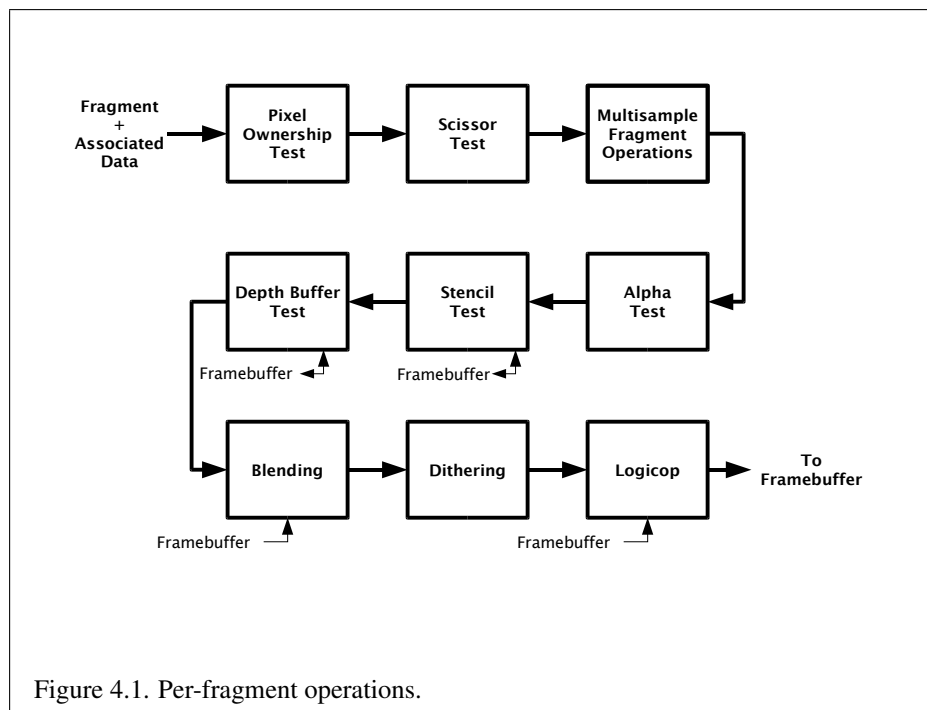 Fragment
+
Associated
Data
Pixel
Ownership
Test
Scissor
Test
Multisample
Fragment
Operations
Depth Buffer
Test
Stencil
Test
Alpha
Test
Framebuffer
Framebuffer
Blending
Dithering
Logicop
To
Framebuffer
Framebuffer
Framebuffer
Figure 4.1. Per-fragment operations.